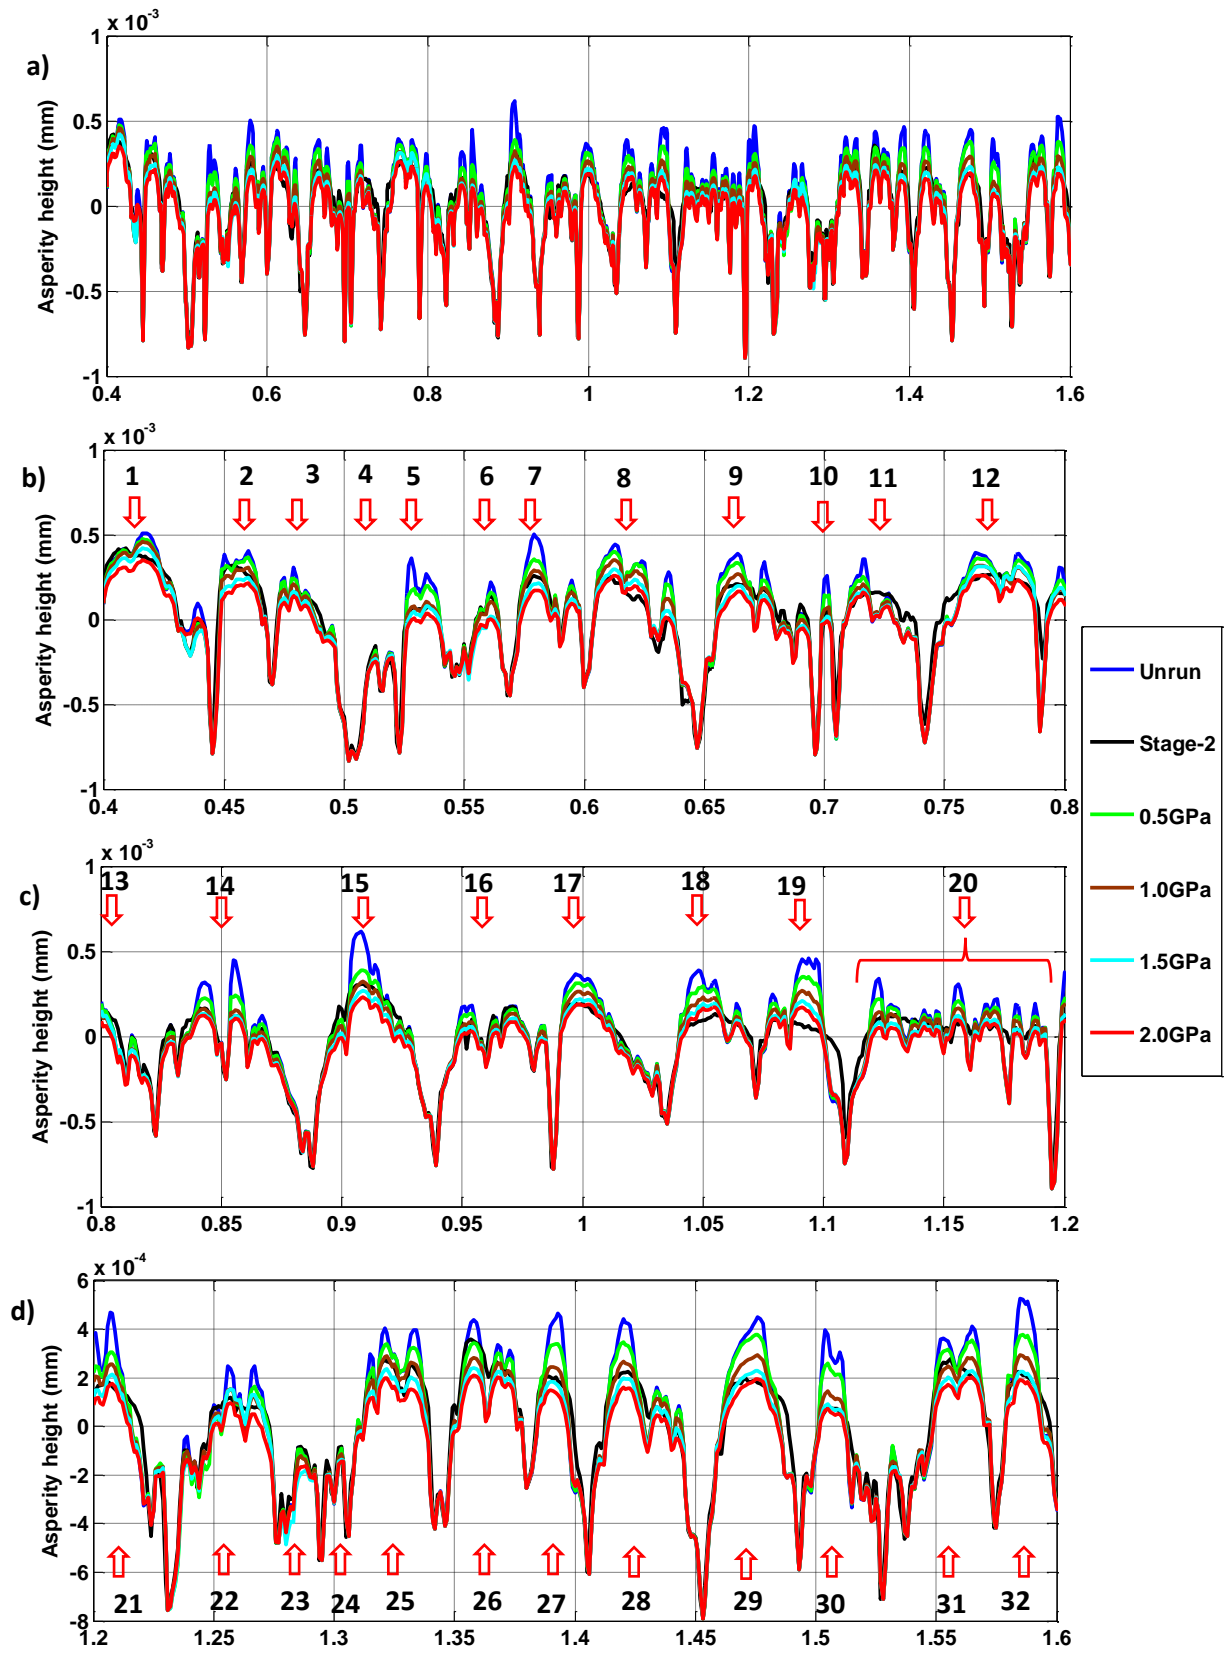 x 10-3
a)
Asperity height (mm)
1
0.5
0
-0.5
-1
0.4 0.6 0.8 1 1.2 1.4 1.6
x 10-3
b)
Asperity height (mm)
1
0.5
0
-0.5
-1
1 2 3 4 5 6 7 8 9 10 11 12
0.4 0.45 0.5 0.55 0.6 0.65 0.7 0.75 0.8
Unrun
Stage-2
0.5GPa
1.0GPa
1.5GPa
2.0GPa
x 10-3
c)
Asperity height (mm)
1
0.5
0
-0.5
-1
13 14 15 16 17 18 19 20
0.8 0.85 0.9 0.95 1 1.05 1.1 1.15 1.2
x 10-4
d)
Asperity height (mm)
6
4
2
0
-2
-4
-6
-8
21 22 23 24 25 26 27 28 29 30 31 32
1.2 1.25 1.3 1.35 1.4 1.45 1.5 1.55 1.6